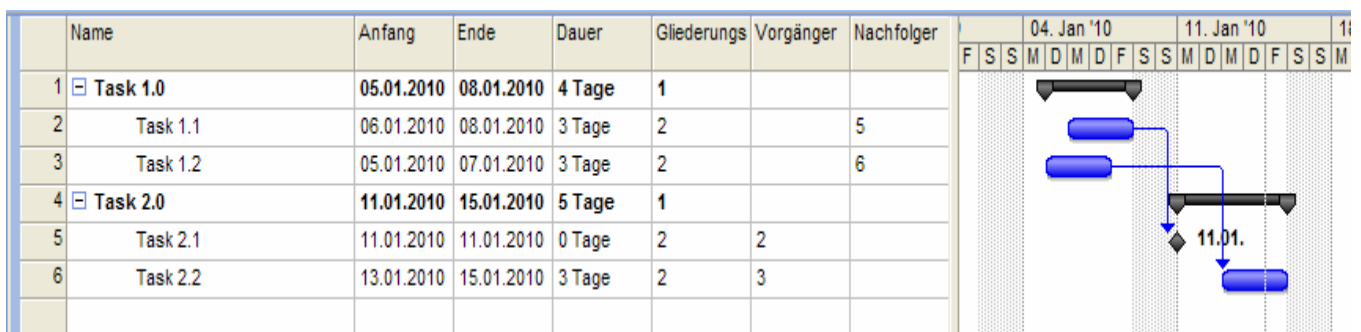 Name Anfang Ende Dauer Gliederungs Vorgänger Nachfolger 04. Jan '10 11. Jan '10
F S S M D M D F S S M D M D F S S M
1 Task 1.0 05.01.2010 08.01.2010 4 Tage 1
2 Task 1.1 06.01.2010 08.01.2010 3 Tage 2 5
3 Task 1.2 05.01.2010 07.01.2010 3 Tage 2 6
4 Task 2.0 11.01.2010 15.01.2010 5 Tage 1
5 Task 2.1 11.01.2010 11.01.2010 0 Tage 2 2 11.01.
6 Task 2.2 13.01.2010 15.01.2010 3 Tage 2 3